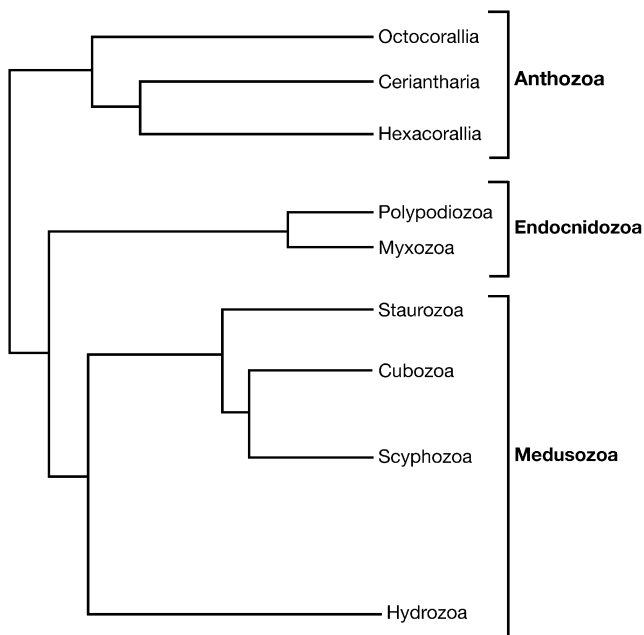 Octocorallia
Ceriantharia
Anthozoa
Hexacorallia
Polypodiozoa
Endocnidozoa
Myxozoa
Staurozoa
Cubozoa
Scyphozoa
Medusozoa
Hydrozoa